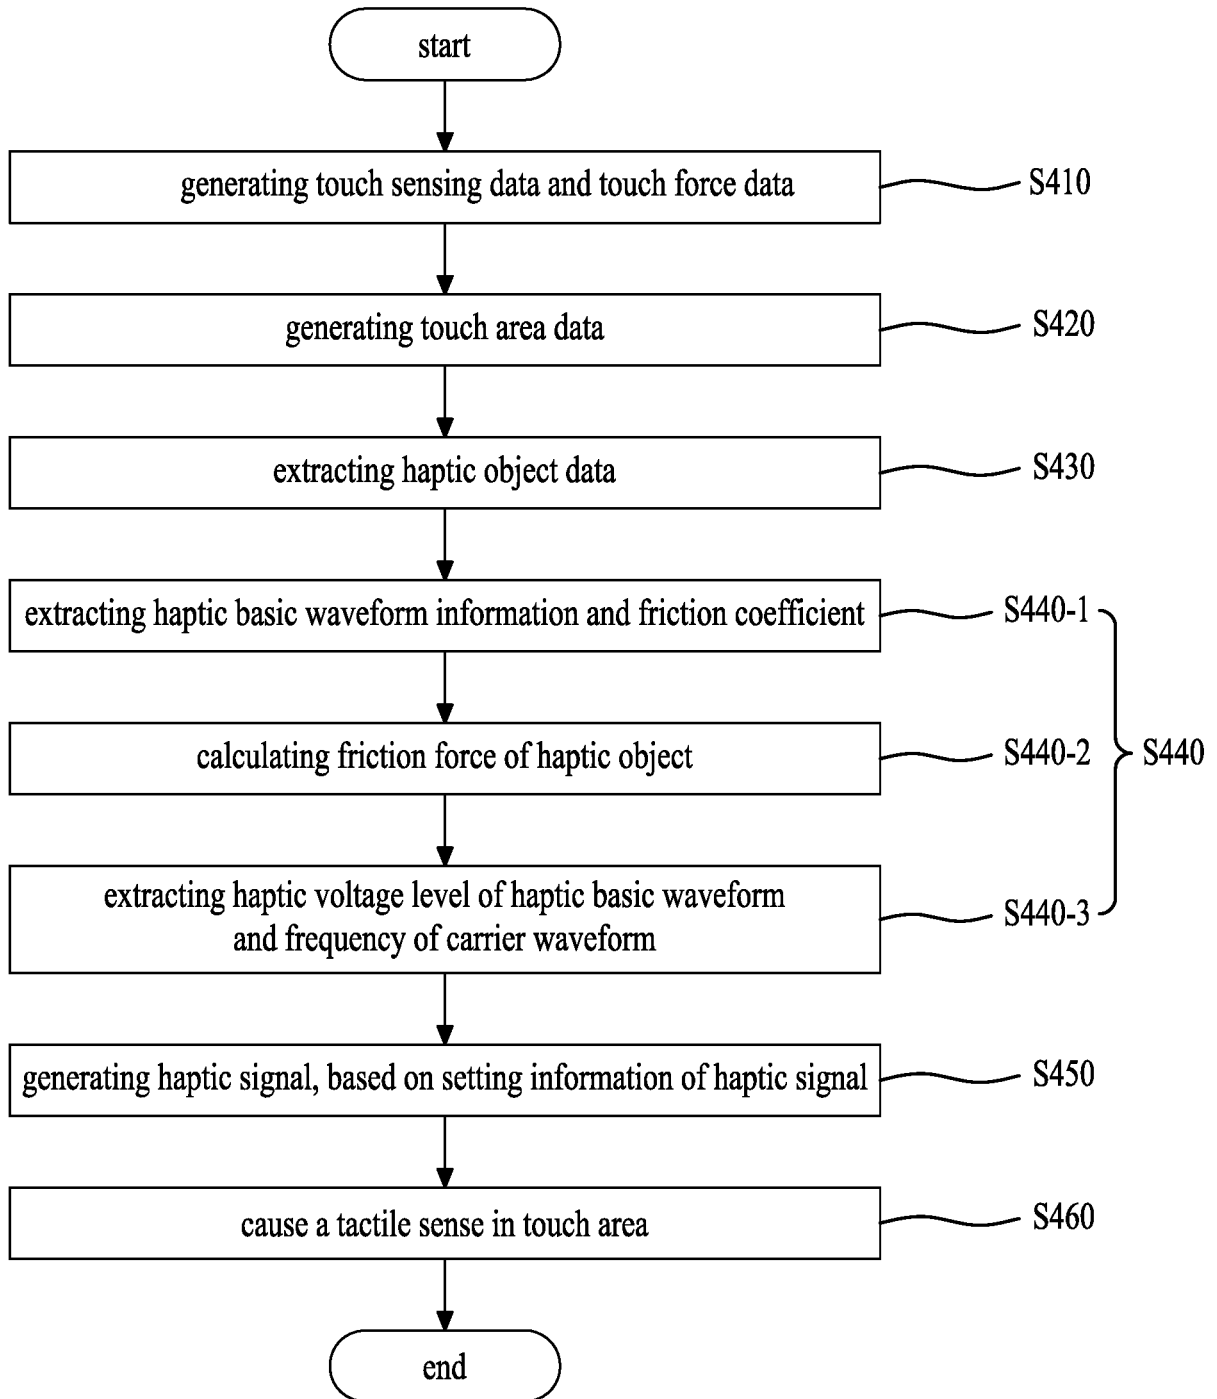 start
generating touch sensing data and touch force data
S410
generating touch area data
S420
extracting haptic object data
S430
extracting haptic basic waveform information and friction coefficient
S440-1
calculating friction force of haptic object
S440-2
S440
extracting haptic voltage level of haptic basic waveform
and frequency of carrier waveform
S440-3
generating haptic signal, based on setting information of haptic signal
S450
cause a tactile sense in touch area
S460
end